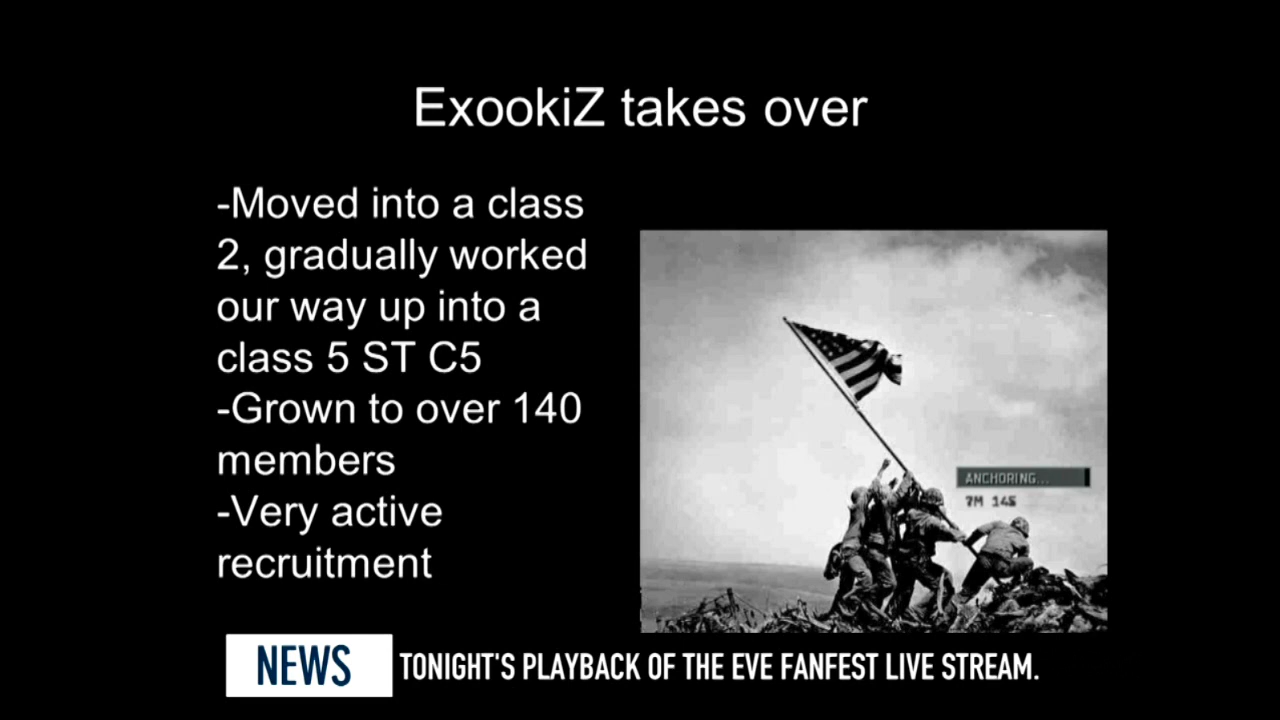 ExookiZ takes over
-Moved into a class
2, gradually worked
our way up into a
class 5 ST C5
-Grown to over 140
members
-Very active
recruitment
ANCHORING...
7M 14S
NEWS TONIGHT'S PLAYBACK OF THE EVE FANFEST LIVE STREAM.